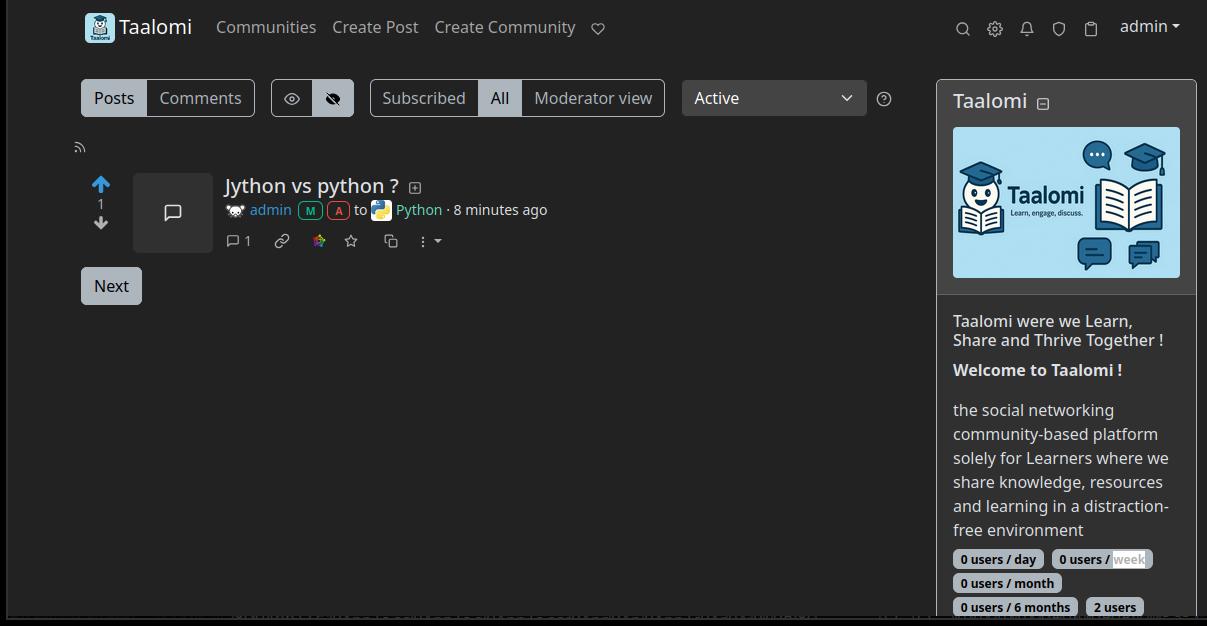 Taalomi Communities Create Post Create Community admin
Posts Comments Subscribed All Moderator view Active
Jython vs python ?
admin M A to Python · 8 minutes ago
1
1
Next
Taalomi
Taalomi
Learn, engage, discuss.
Taalomi were we Learn,
Share and Thrive Together !
Welcome to Taalomi !
the social networking
community-based platform
solely for Learners where we
share knowledge, resources
and learning in a distraction-
free environment
0 users / day 0 users / week
0 users / month
0 users / 6 months 2 users